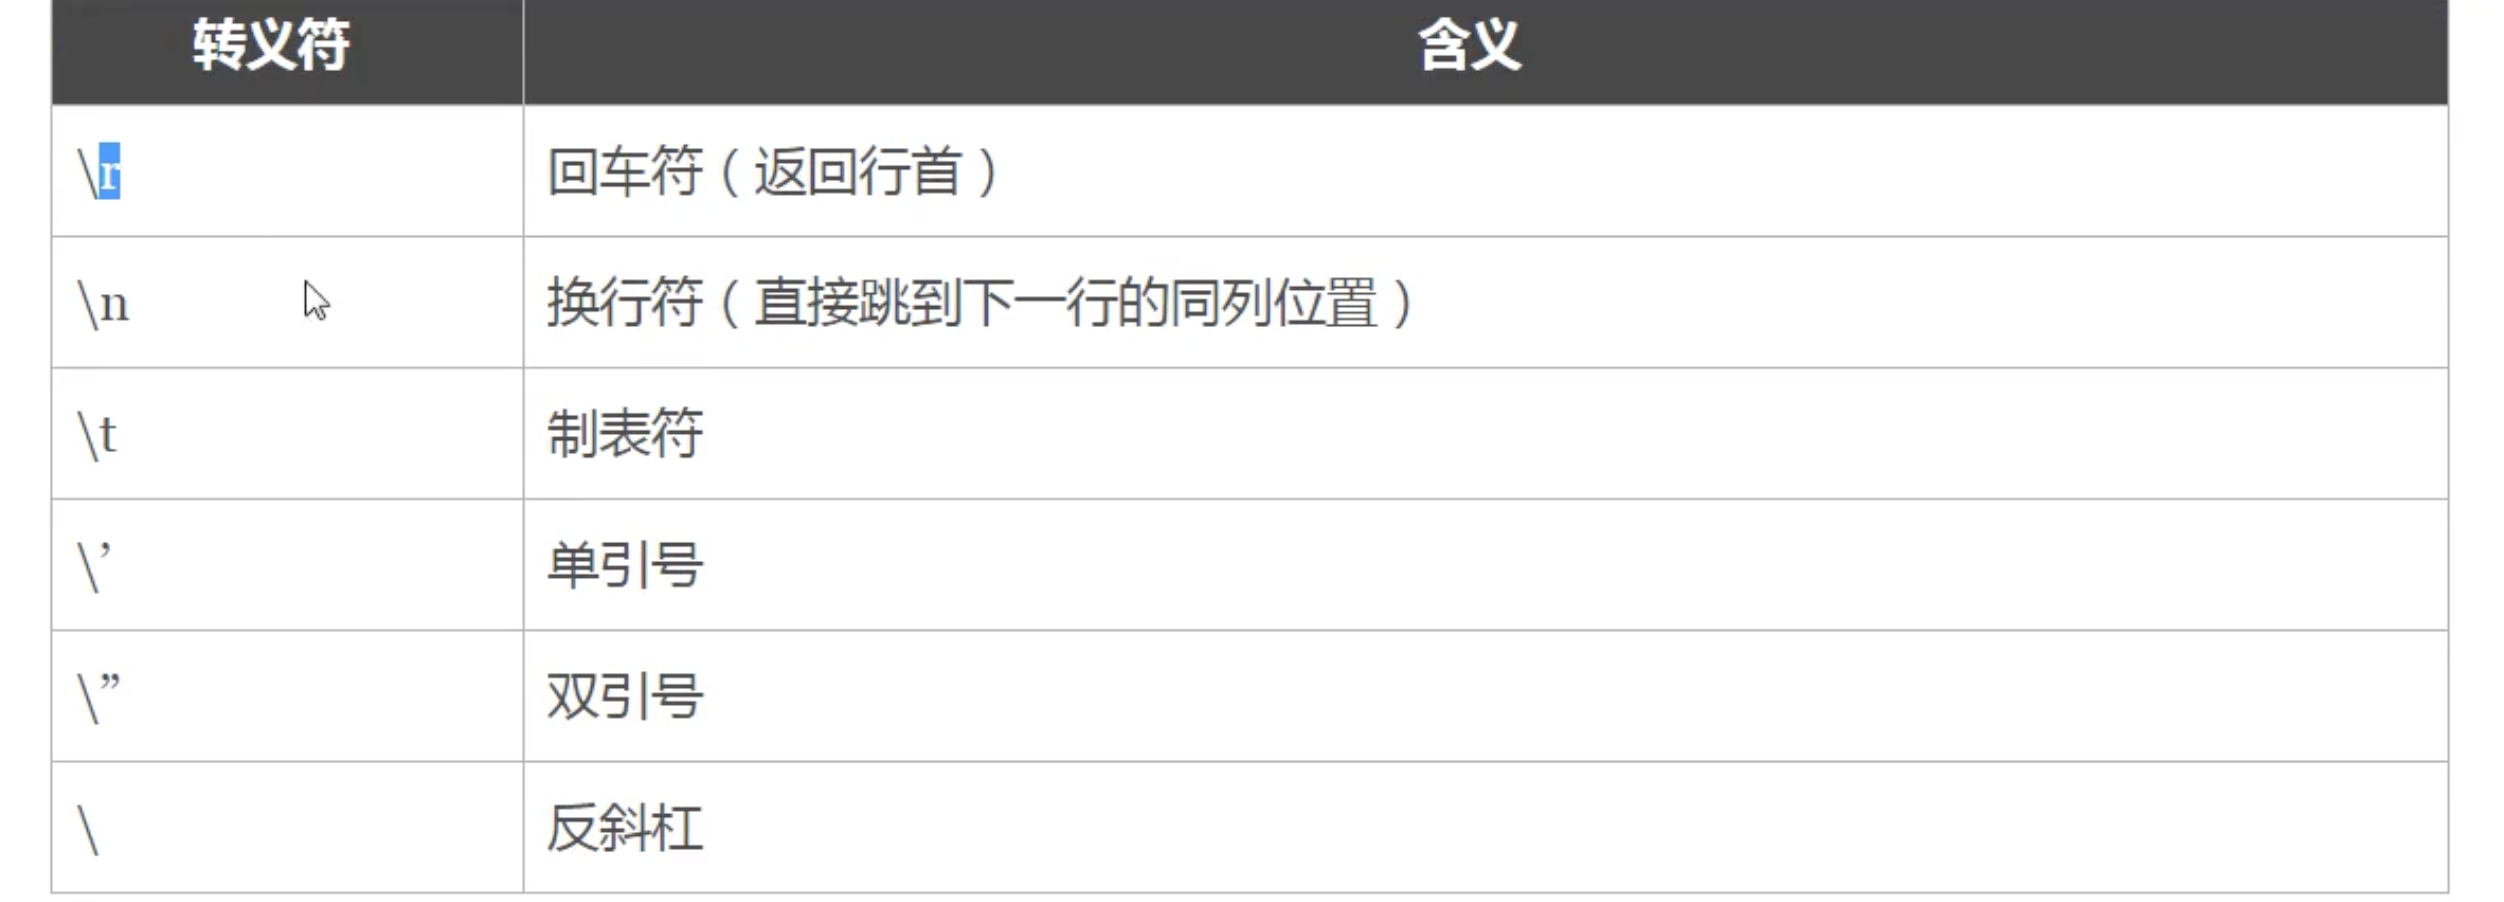 转义符 含义
\r 回车符（返回行首）
\n 换行符（直接跳到下一行的同列位置）
\t 制表符
\’ 单引号
\” 双引号
\ 反斜杠